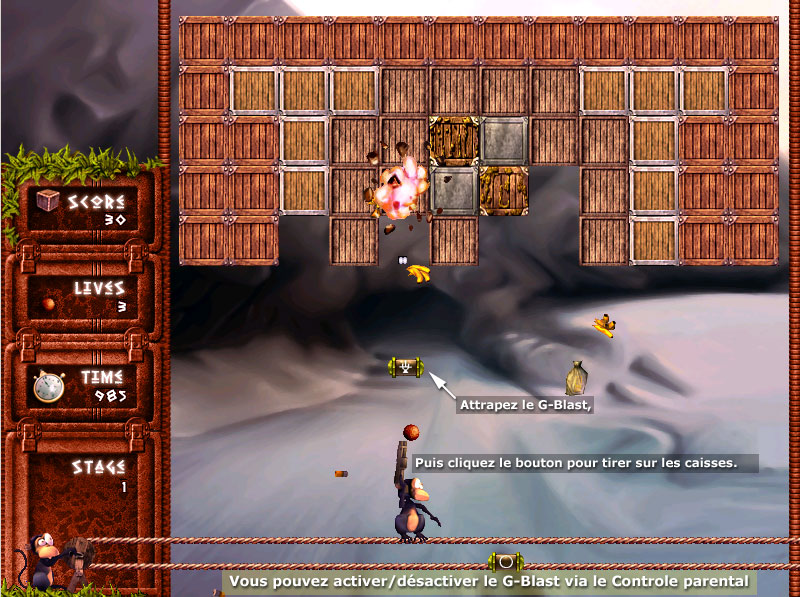 SCORE
30
LIVES
3
TIME
985
STAGE
1
Attrapez le G-Blast,
Puis cliquez le bouton pour tirer sur les caisses.
Vous pouvez activer/désactiver le G-Blast via le Controle parental